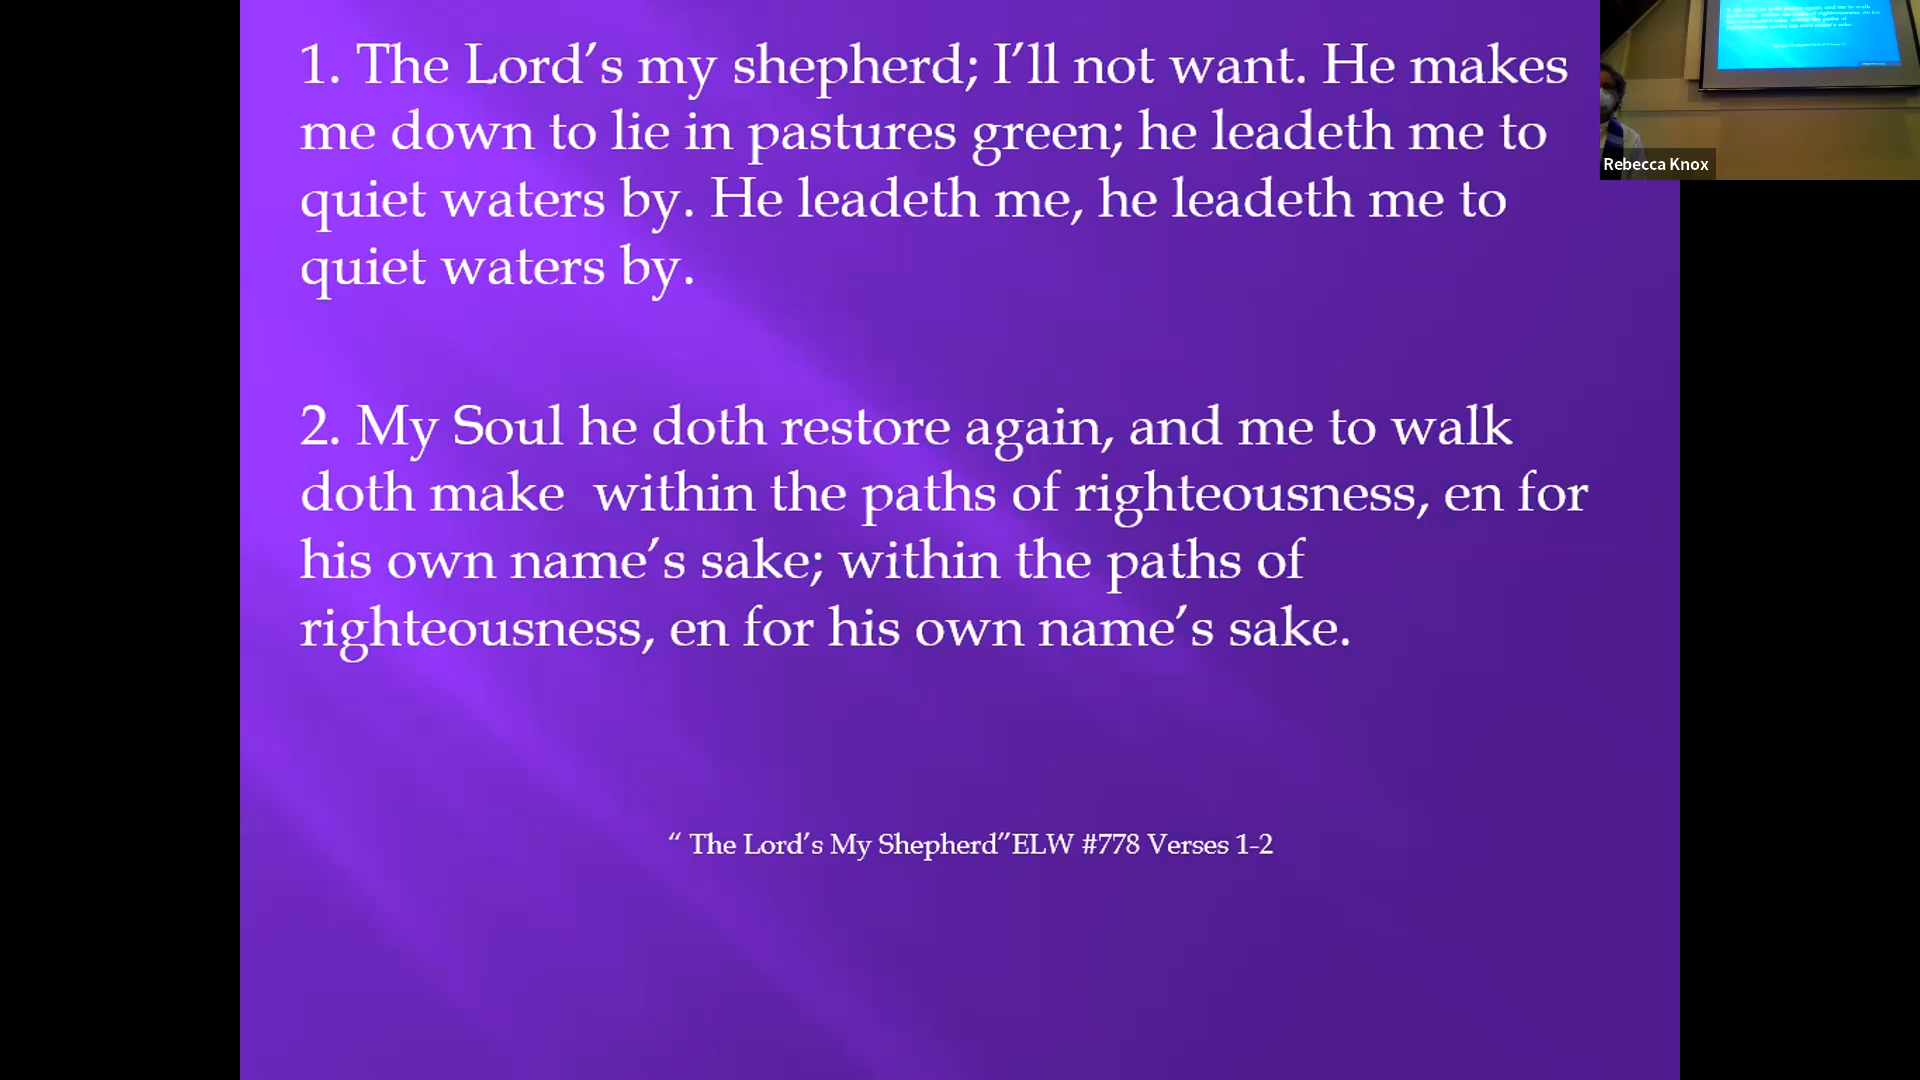 1. The Lord’s my shepherd; I’ll not want. He makes
me down to lie in pastures green; he leadeth me to
quiet waters by. He leadeth me, he leadeth me to
quiet waters by.
2. My Soul he doth restore again, and me to walk
doth make  within the paths of righteousness, en for
his own name’s sake; within the paths of
righteousness, en for his own name’s sake.
“ The Lord’s My Shepherd”ELW #778 Verses 1-2
Rebecca Knox